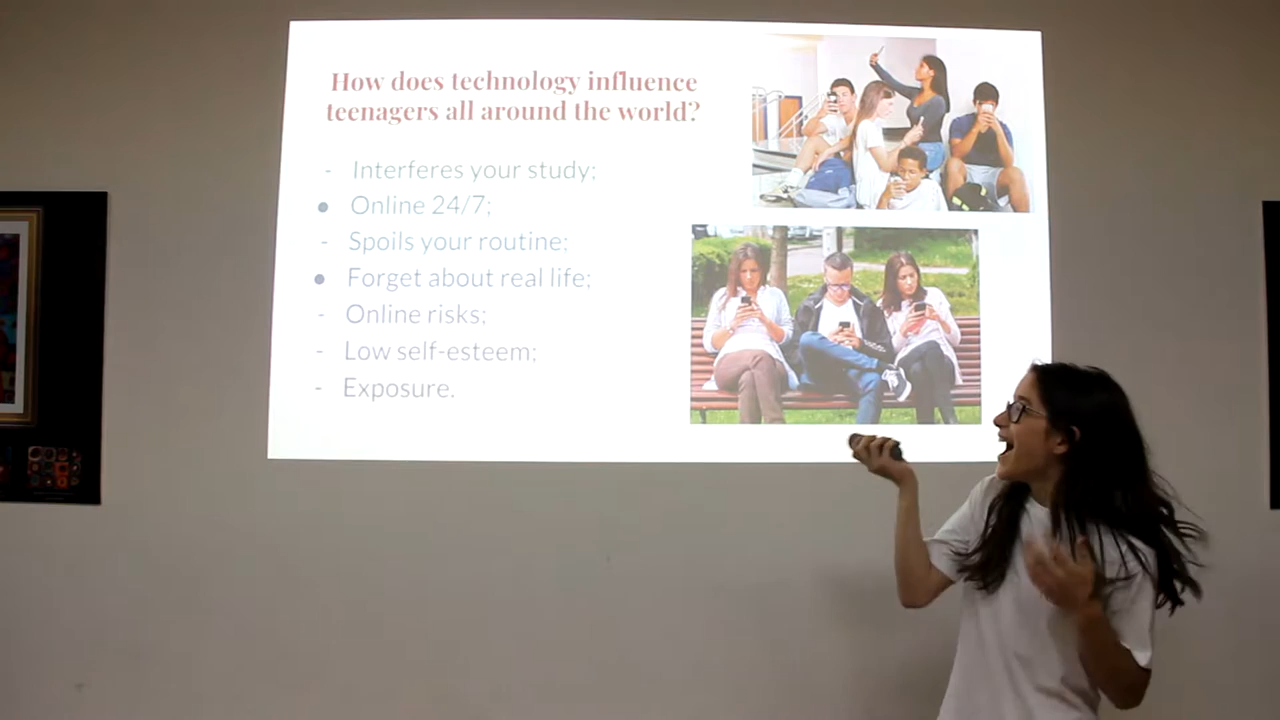 How does technology influence
teenagers all around the world?
- Interferes your study;
● Online 24/7;
- Spoils your routine;
● Forget about real life;
- Online risks;
- Low self-esteem;
- Exposure.